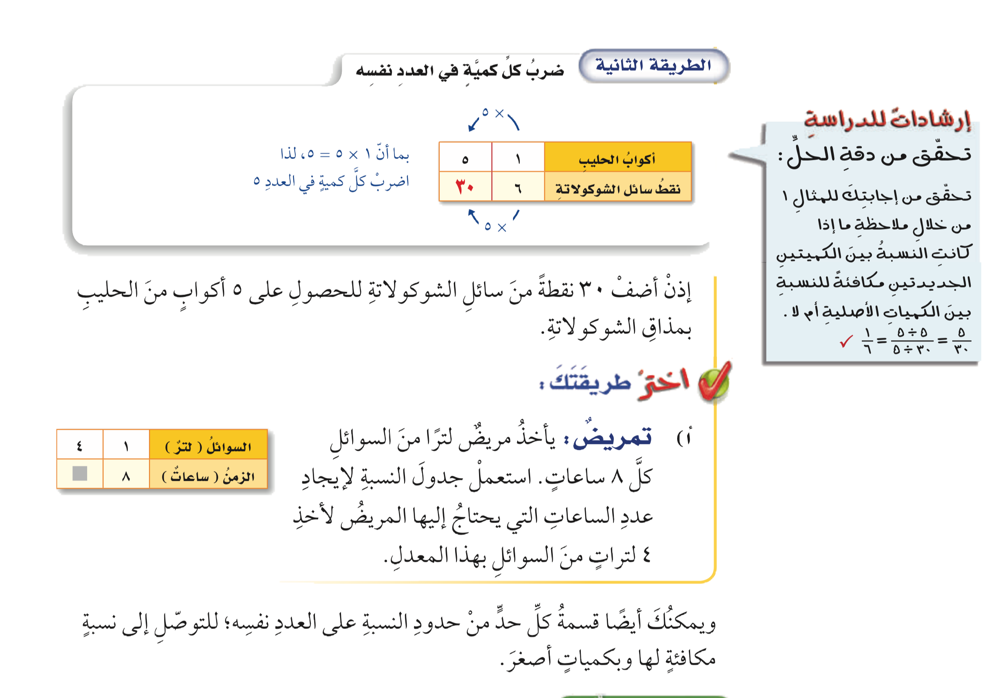 الطريقة الثانية ضربُ كلِّ كميَّةٍ في العددِ نفسِه
× ٥
أكوابُ الحليبِ ١ ٥
نقطُ سائل الشوكولاتةِ ٦ ٣٠
× ٥
بما أنّ ١ × ٥ = ٥، لذا
اضربْ كلَّ كميةٍ في العددِ ٥
إرشاداتٌ للدراسةِ
تحقّق من دقةِ الحلِّ:
تحقّق من إجابتِكَ للمثالِ ١
من خلالِ ملاحظةِ ما إذا
كانتِ النسبةُ بينَ الكميتينِ
الجديدتينِ مكافئةً للنسبةِ
بينَ الكمياتِ الأصليةِ أم لا.
٥/٣٠ = ٥ ÷ ٥/٣٠ ÷ ٥ = ١/٦ ✓
إذنْ أضفْ ٣٠ نقطةً منَ سائلِ الشوكولاتةِ للحصولِ على ٥ أكوابٍ منَ الحليبِ
بمذاقِ الشوكولاتةِ.
اخترْ طريقَتَكَ:
أ) تمريضٌ: يأخذُ مريضٌ لترًا منَ السوائلِ
كلَّ ٨ ساعاتٍ. استعملْ جدولَ النسبةِ لإيجادِ
عددِ الساعاتِ التي يحتاجُ إليها المريضُ لأخذِ
٤ لتراتٍ منَ السوائلِ بهذا المعدلِ.
السوائلُ ( لترٌ ) ١ ٤
الزمنُ ( ساعاتٌ ) ٨
ويمكنُكَ أيضًا قسمةُ كلِّ حدٍّ منْ حدودِ النسبةِ على العددِ نفسِه؛ للتوصّلِ إلى نسبةٍ
مكافئةٍ لها وبكمياتٍ أصغرَ.